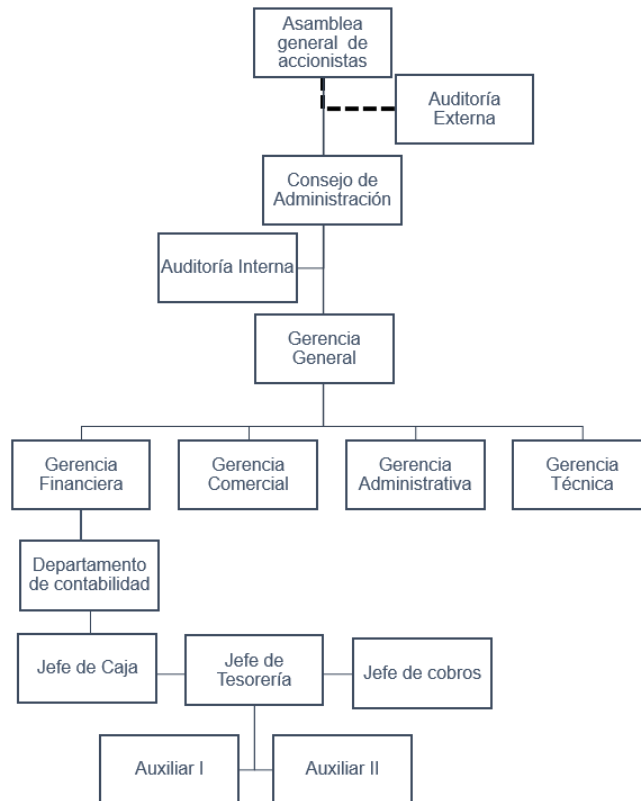 Asamblea
general de
accionistas
Auditoría
Externa
Consejo de
Administración
Auditoría Interna
Gerencia
General
Gerencia
Financiera
Gerencia
Comercial
Gerencia
Administrativa
Gerencia
Técnica
Departamento
de contabilidad
Jefe de Caja
Jefe de
Tesorería
Jefe de cobros
Auxiliar I
Auxiliar II